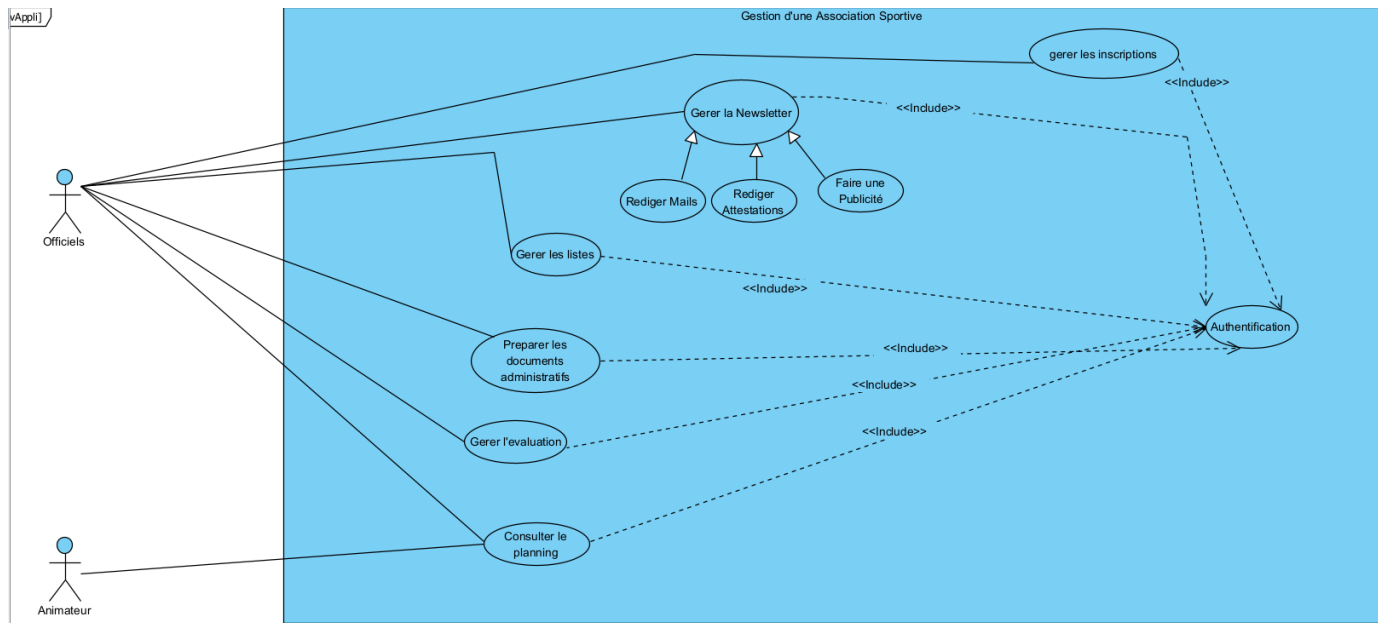 vAppli]
Gestion d'une Association Sportive
gerer les inscriptions
<<Include>>
Gerer la Newsletter
<<Include>>
Rediger Mails
Rediger
Attestations
Faire une
Publicité
Officiels
Gerer les listes
<<Include>>
Authentification
Preparer les
documents
administratifs
<<Include>>
<<Include>>
Gerer l'evaluation
<<Include>>
Consulter le
planning
Animateur